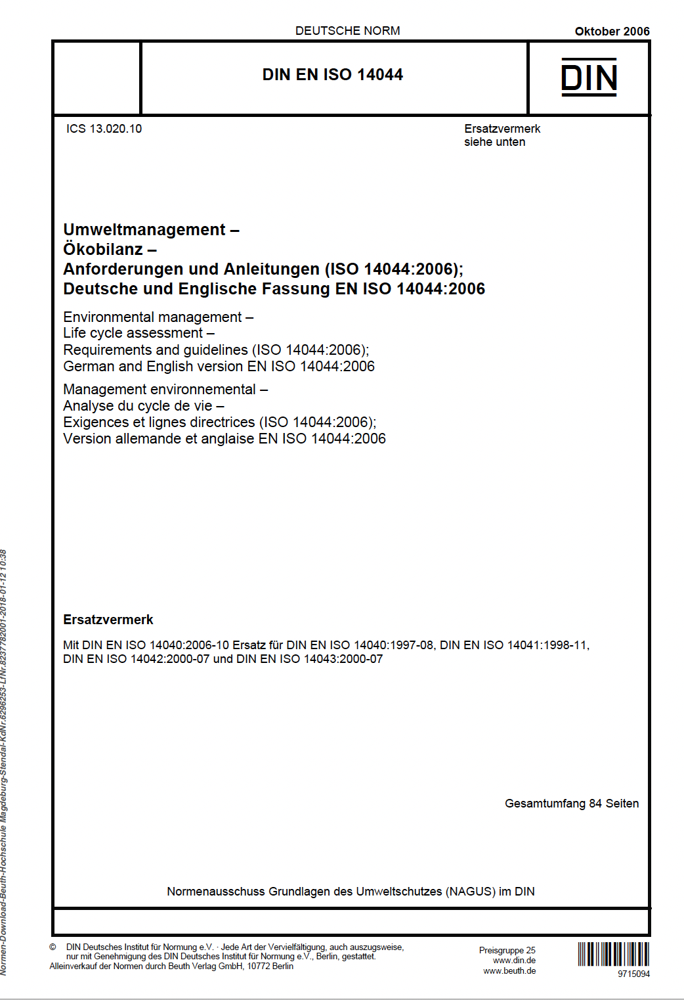 DEUTSCHE NORM
Oktober 2006
DIN EN ISO 14044
DIN
ICS 13.020.10
Ersatzvermerk
siehe unten
Umweltmanagement –
Ökobilanz –
Anforderungen und Anleitungen (ISO 14044:2006);
Deutsche und Englische Fassung EN ISO 14044:2006
Environmental management –
Life cycle assessment –
Requirements and guidelines (ISO 14044:2006);
German and English version EN ISO 14044:2006
Management environnemental –
Analyse du cycle de vie –
Exigences et lignes directrices (ISO 14044:2006);
Version allemande et anglaise EN ISO 14044:2006
Ersatzvermerk
Mit DIN EN ISO 14040:2006-10 Ersatz für DIN EN ISO 14040:1997-08, DIN EN ISO 14041:1998-11,
DIN EN ISO 14042:2000-07 und DIN EN ISO 14043:2000-07
Gesamtumfang 84 Seiten
Normenausschuss Grundlagen des Umweltschutzes (NAGUS) im DIN
© DIN Deutsches Institut für Normung e.V. · Jede Art der Vervielfältigung, auch auszugsweise,
nur mit Genehmigung des DIN Deutsches Institut für Normung e.V., Berlin, gestattet.
Alleinverkauf der Normen durch Beuth Verlag GmbH, 10772 Berlin
Preisgruppe 25
www.din.de
www.beuth.de
9715094
Normen-Download-Beuth-Hochschule Magdeburg-Stendal-KdNr.6296253-LfNr.8237782001-2018-01-12 10:38